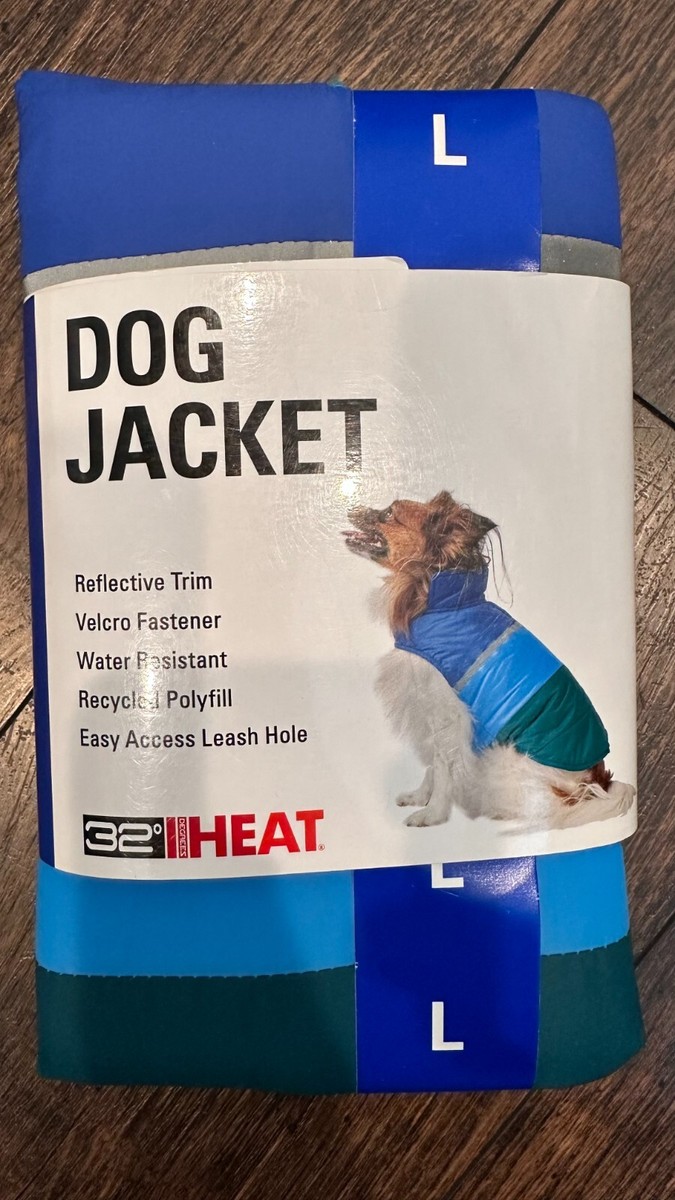 L
DOG
JACKET
Reflective Trim
Velcro Fastener
Water Resistant
Recycled Polyfill
Easy Access Leash Hole
32° DEGREES HEAT®
L
L